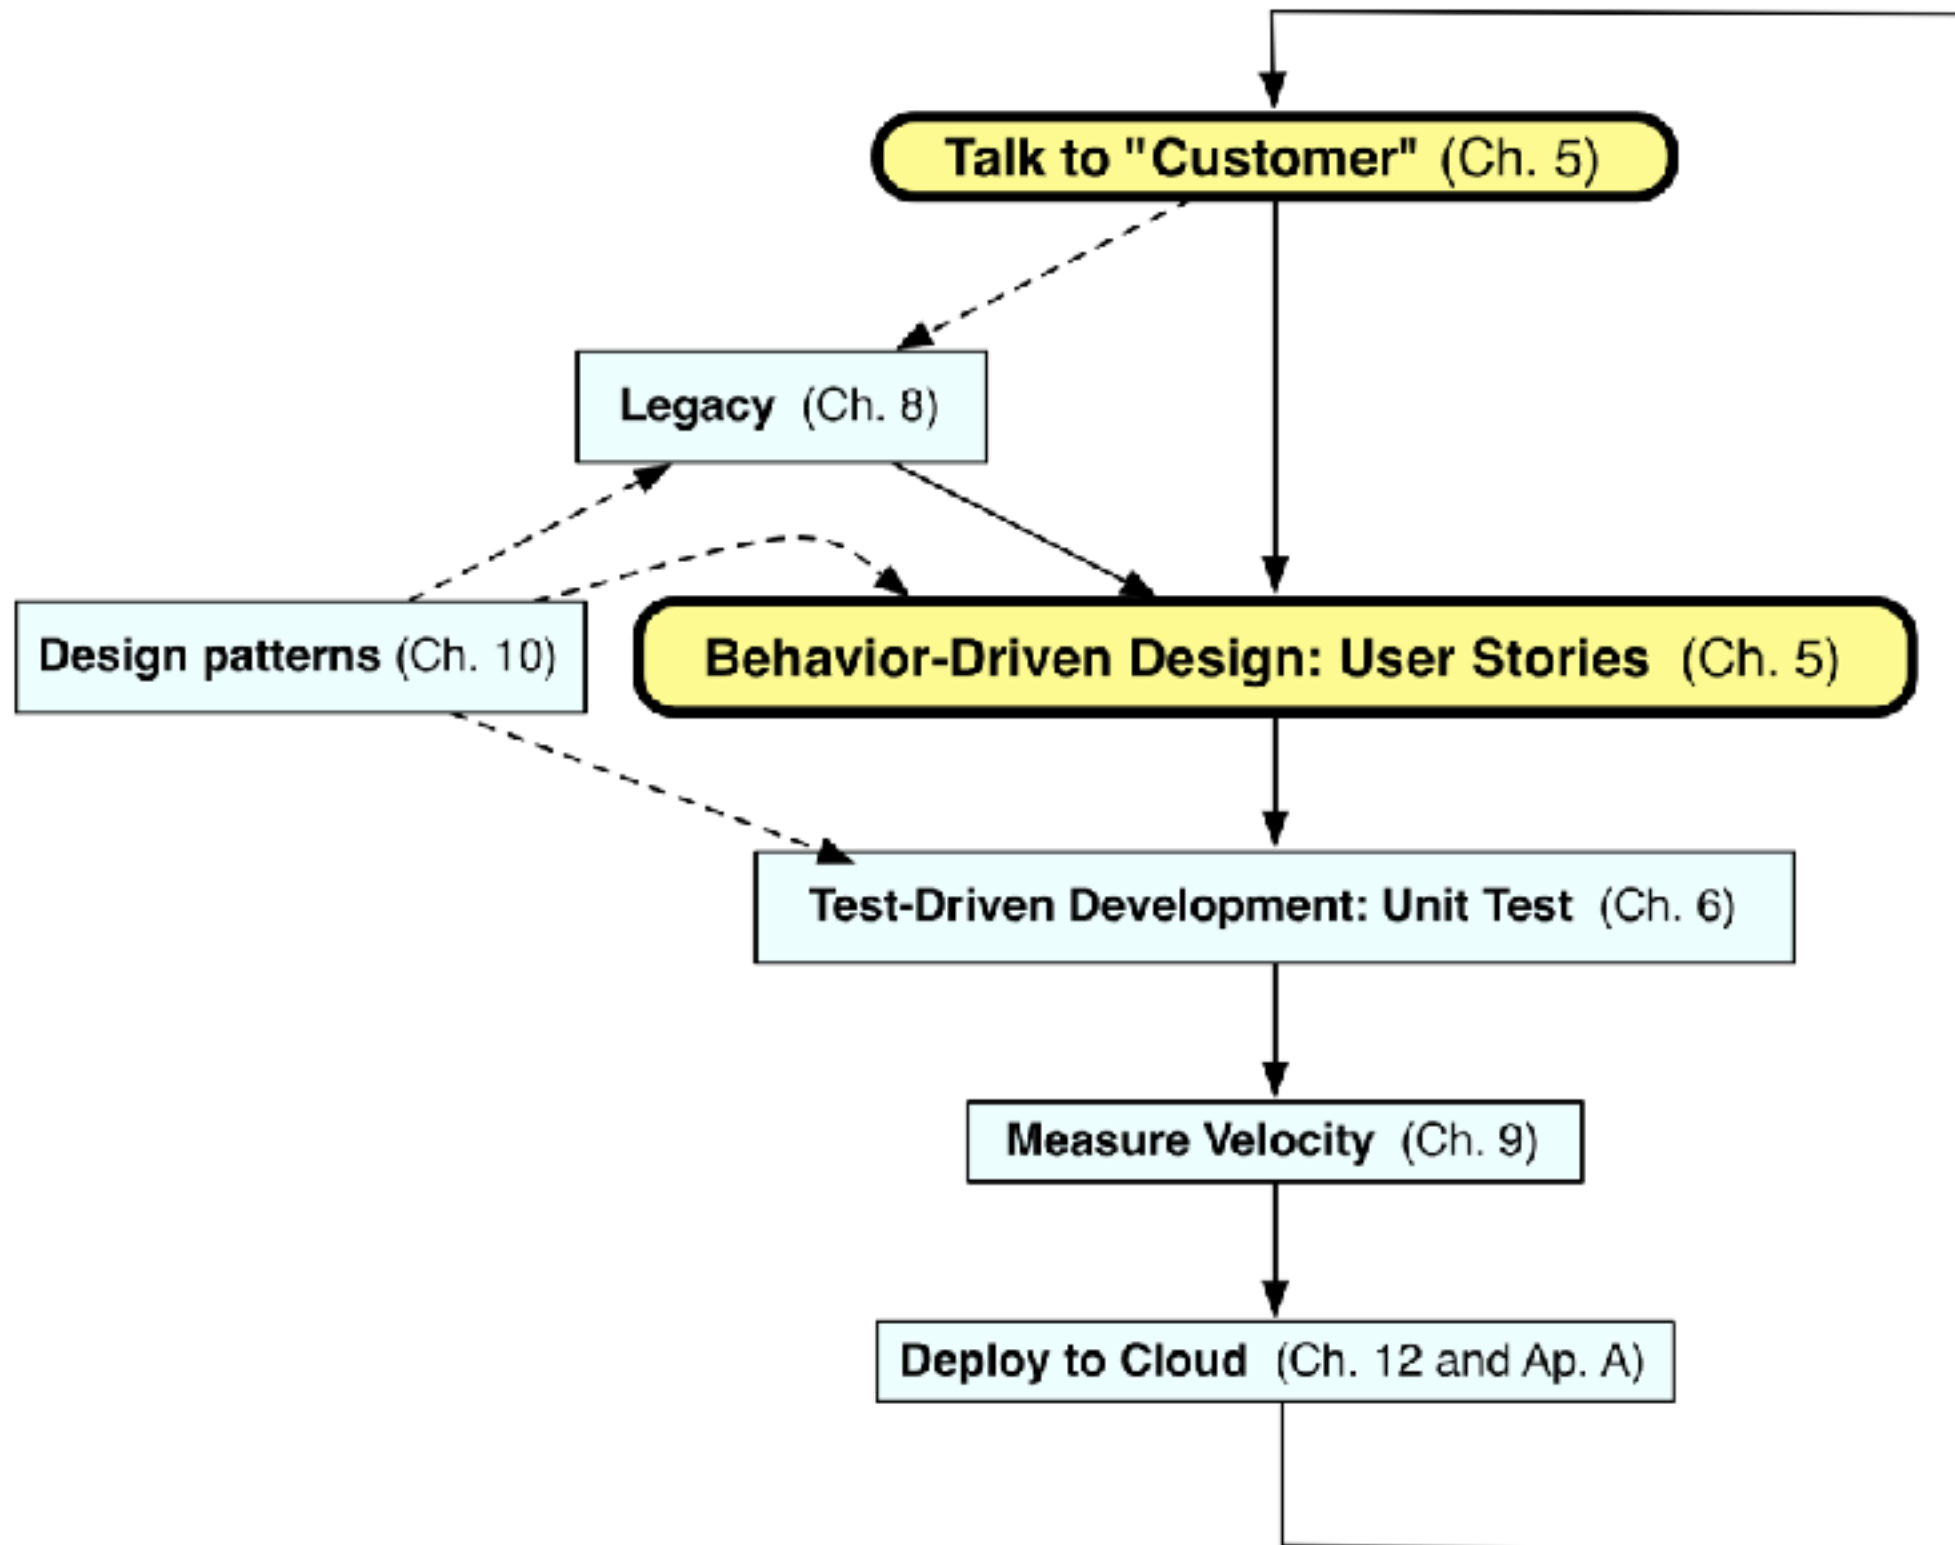 Talk to "Customer" (Ch. 5)
Legacy (Ch. 8)
Design patterns (Ch. 10)
Behavior-Driven Design: User Stories (Ch. 5)
Test-Driven Development: Unit Test (Ch. 6)
Measure Velocity (Ch. 9)
Deploy to Cloud (Ch. 12 and Ap. A)